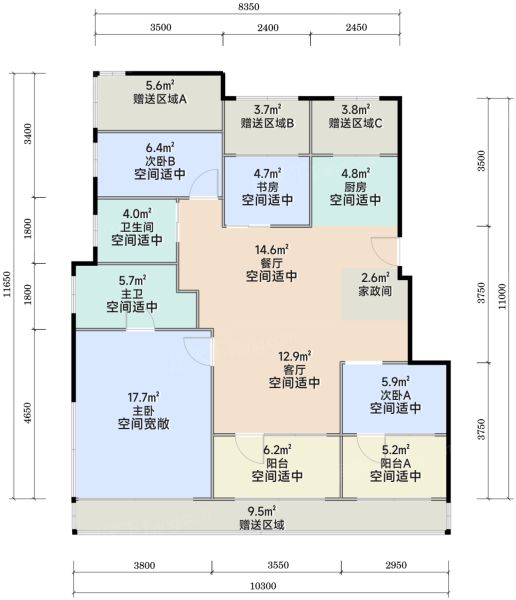 8350
3500
2400
2450
5.6㎡
赠送区域A
3.7㎡
赠送区域B
3.8㎡
赠送区域C
6.4㎡
次卧B
空间适中
4.7㎡
书房
空间适中
4.8㎡
厨房
空间适中
4.0㎡
卫生间
空间适中
14.6㎡
餐厅
空间适中
2.6㎡
家政间
5.7㎡
主卫
空间适中
12.9㎡
客厅
空间适中
17.7㎡
主卧
空间宽敞
5.9㎡
次卧A
空间适中
6.2㎡
阳台
空间适中
5.2㎡
阳台A
空间适中
9.5㎡
赠送区域
11650
3400
1800
1800
4650
3500
3750
3750
11000
3800
3550
2950
10300